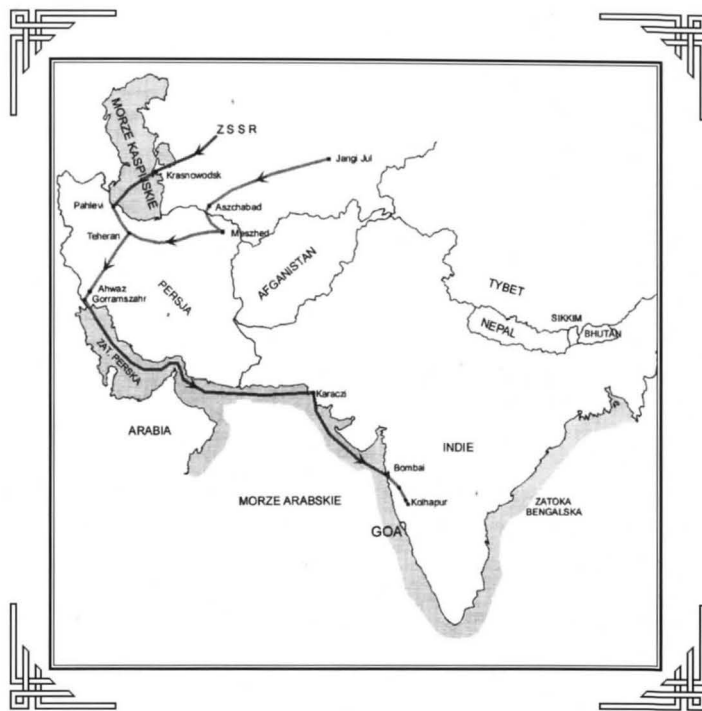 MORZE KASPIJSKIE
Z S S R
Krasnowodsk
Jangi Jul
Pahlevi
Aszchabad
Teheran
Meszhed
AFGANISTAN
PERSJA
Ahwaz
Gorramszahr
ZAT. PERSKA
TYBET
SIKKIM
NEPAL
BHUTAN
Karaczi
ARABIA
INDIE
Bombai
MORZE ARABSKIE
Kolhapur
ZATOKA
BENGALSKA
GOA